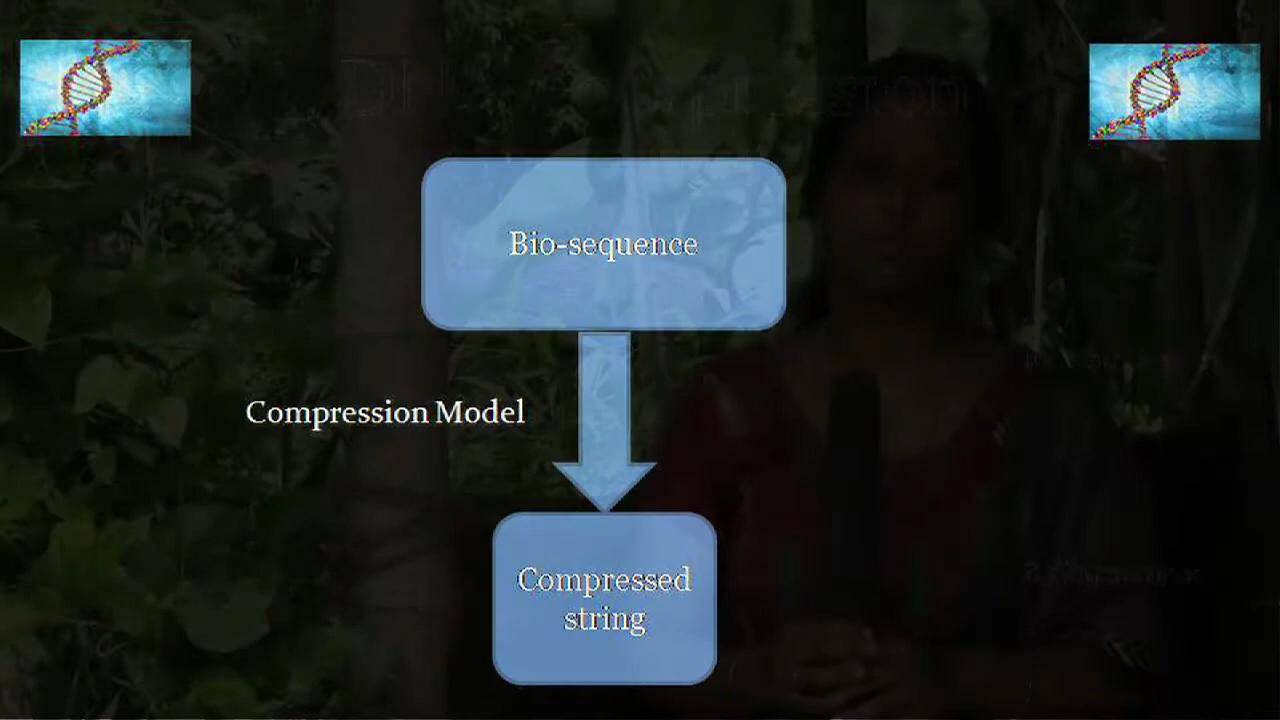 Bio-sequence
Compression Model
Compressed
string